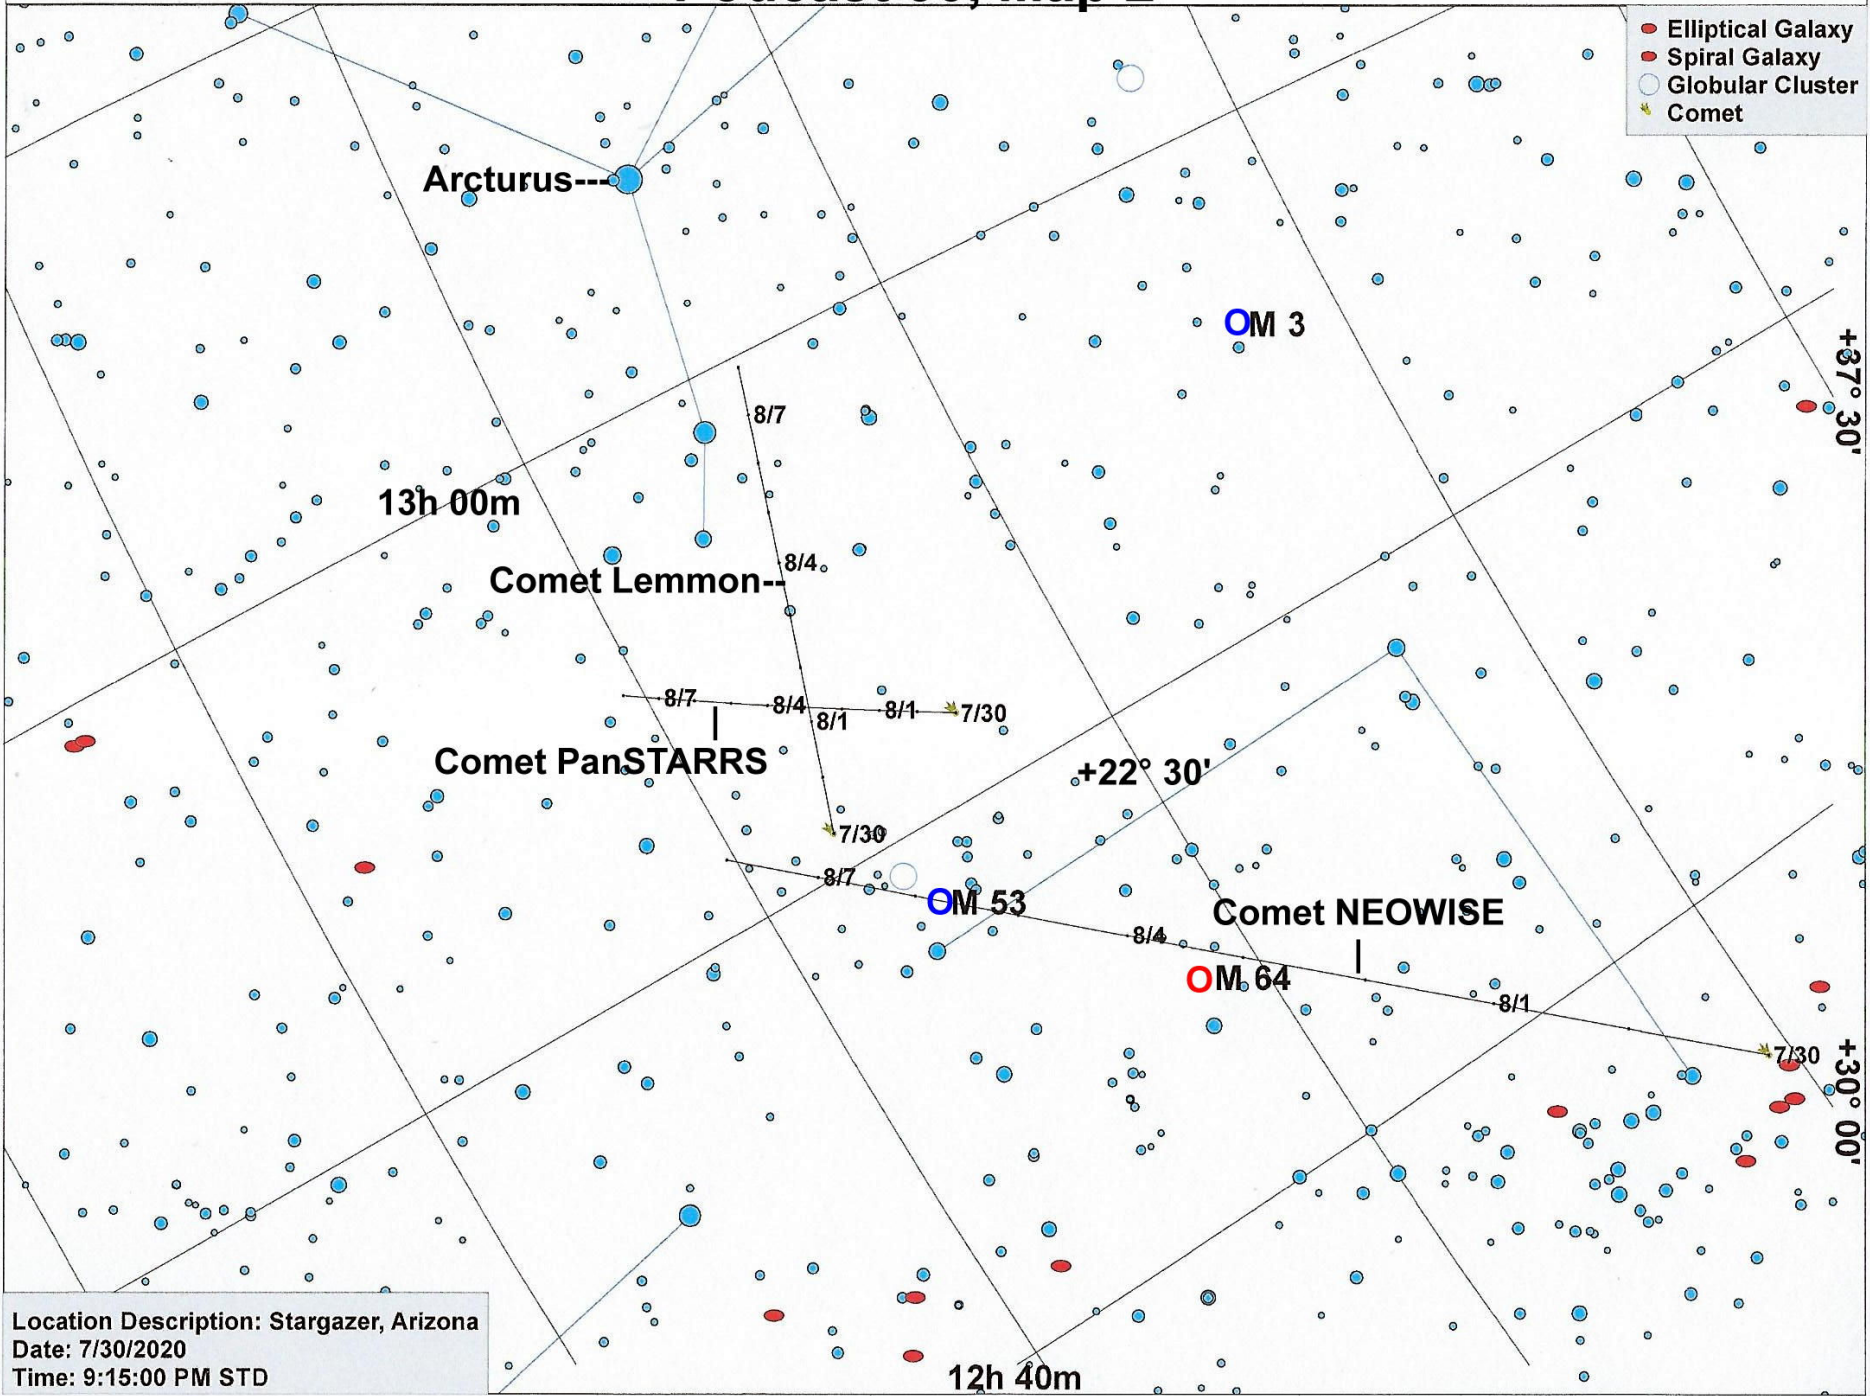 Elliptical Galaxy
Spiral Galaxy
Globular Cluster
Comet
Arcturus---
M 3
+37° 30'
8/7
13h 00m
8/4
Comet Lemmon--
8/7
8/4
8/1
8/1
7/30
Comet PanSTARRS
+22° 30'
7/30
8/7
M 53
Comet NEOWISE
8/4
M 64
8/1
7/30
+30° 00'
Location Description: Stargazer, Arizona
Date: 7/30/2020
Time: 9:15:00 PM STD
12h 40m